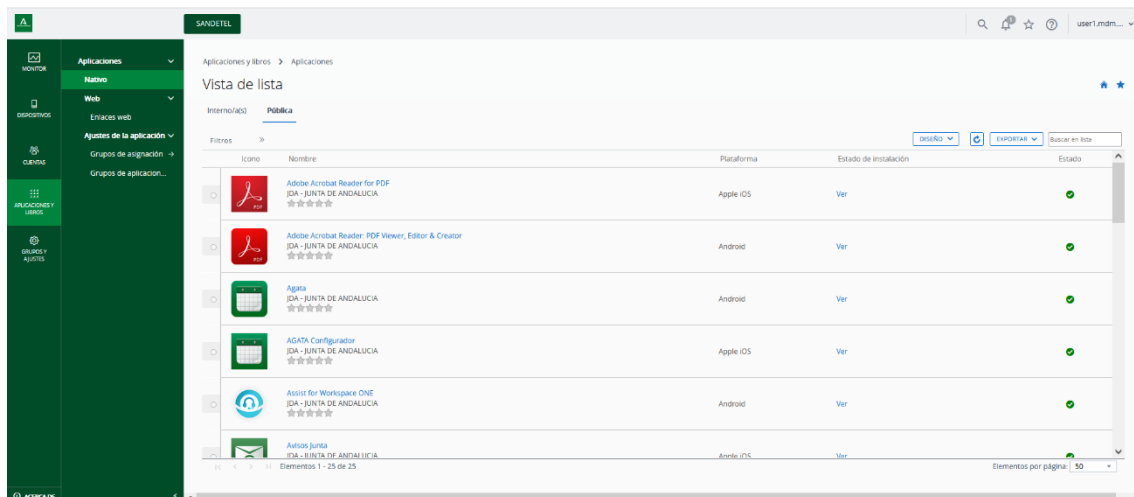 SANDETEL
user1.mdm....
MONITOR
DISPOSITIVOS
CUENTAS
APLICACIONES Y
LIBROS
GRUPOS Y
AJUSTES
Aplicaciones
Nativo
Web
Enlaces web
Ajustes de la aplicación
Grupos de asignación
Grupos de aplicacion...
Aplicaciones y libros > Aplicaciones
Vista de lista
Interno/a(s) Pública
Filtros »
DISEÑO EXPORTAR Buscar en lista
Icono Nombre Plataforma Estado de instalación Estado
Adobe Acrobat Reader for PDF
JDA - JUNTA DE ANDALUCIA
Apple iOS Ver
PDF
Adobe Acrobat Reader: PDF Viewer, Editor & Creator
JDA - JUNTA DE ANDALUCIA
Android Ver
PDF
Agata
JDA - JUNTA DE ANDALUCIA
Android Ver
AGATA Configurador
JDA - JUNTA DE ANDALUCIA
Apple iOS Ver
Assist for Workspace ONE
JDA - JUNTA DE ANDALUCIA
Android Ver
Avisos Junta
JDA - JUNTA DE ANDALUCIA
Apple iOS Ver
Elementos 1 - 25 de 25
Elementos por página: 50
ACERCA DE